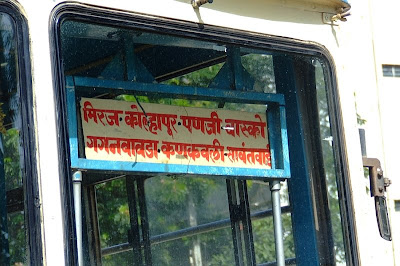 मिरज-कोल्हापूर-पणजी-वास्को
गगनबावडा कणकवली-सावंतवाडी